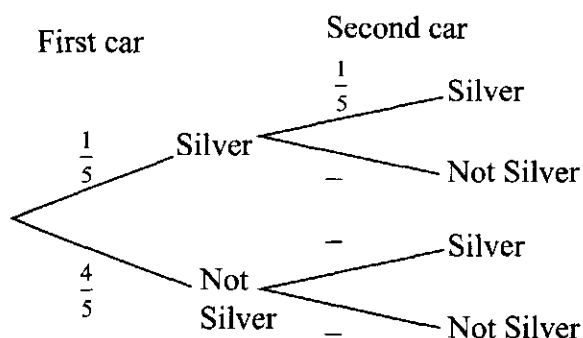 First car
Second car
1/5
Silver
1/5
Silver
–
Not Silver
–
Silver
4/5
Not
Silver
–
Not Silver